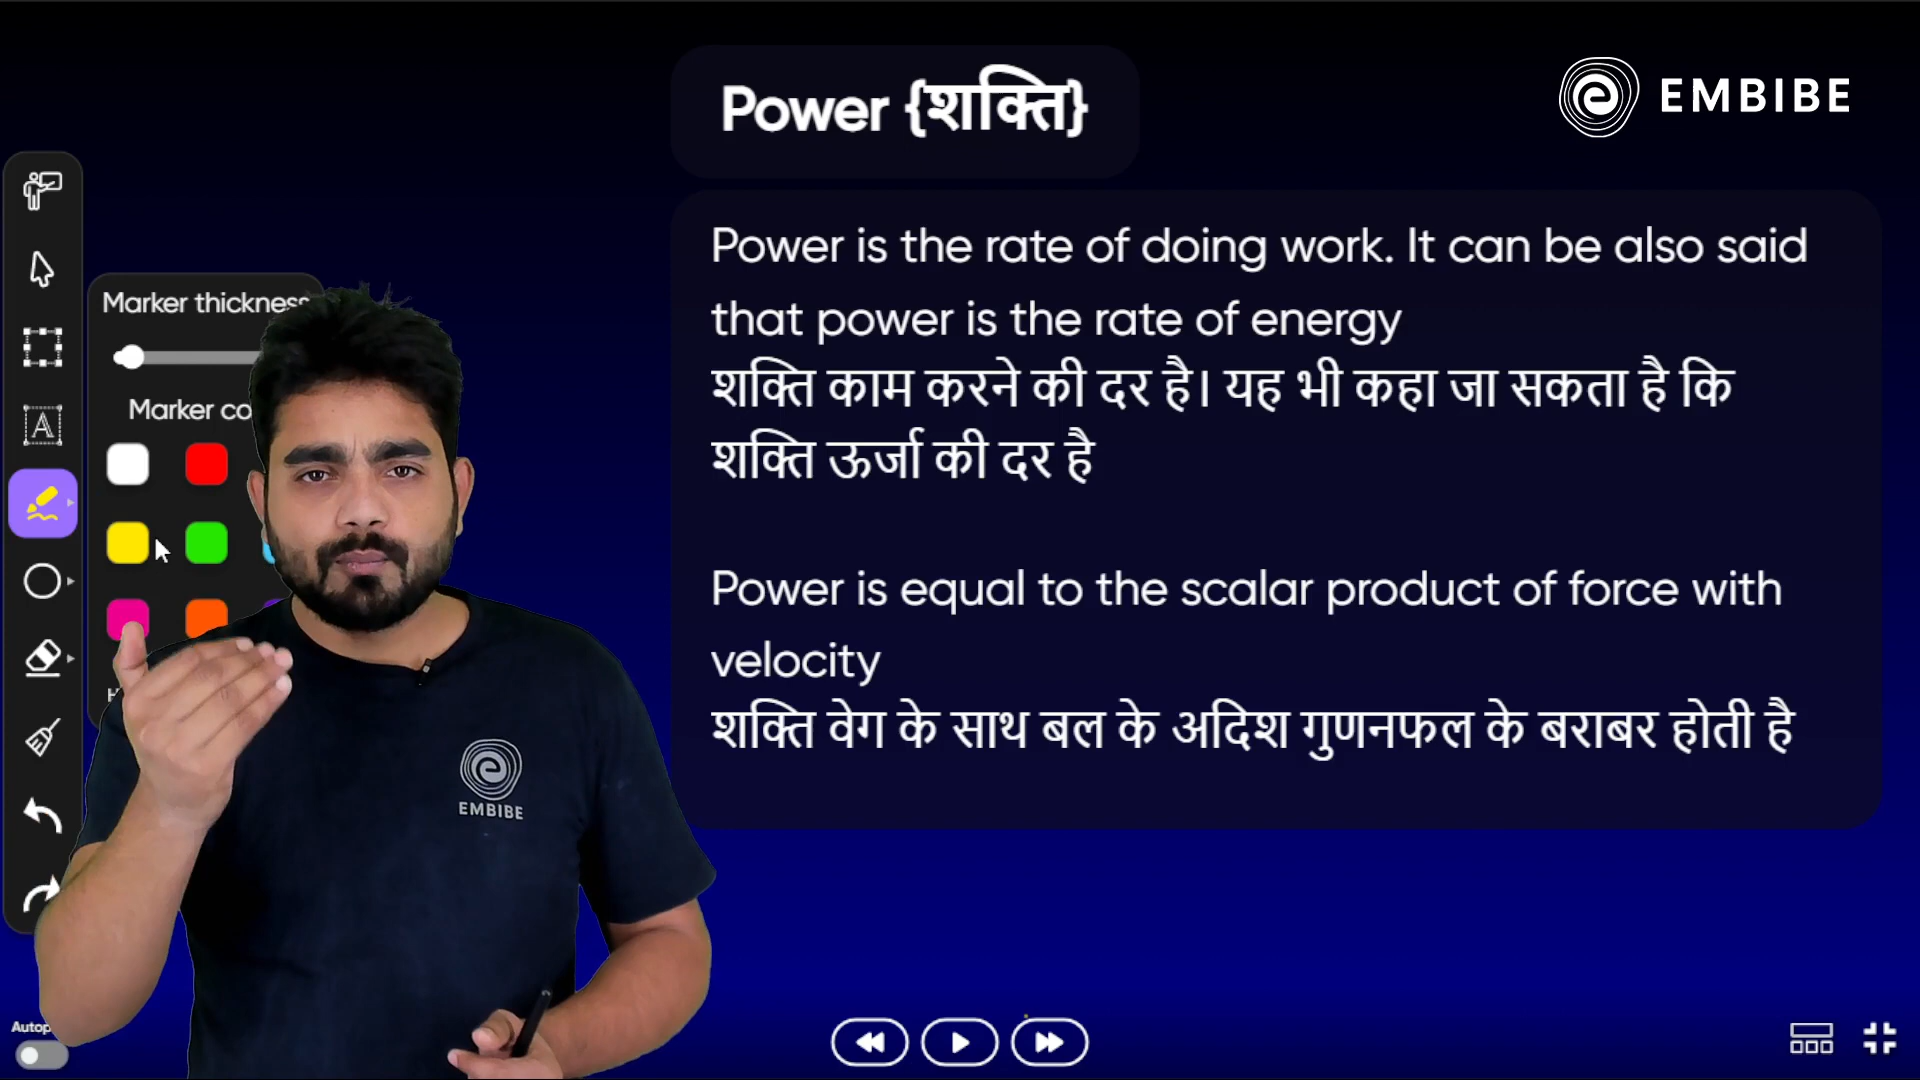 Power {शक्ति}
EMBIBE
Power is the rate of doing work. It can be also said
that power is the rate of energy
शक्ति काम करने की दर है। यह भी कहा जा सकता है कि
शक्ति ऊर्जा की दर है
Power is equal to the scalar product of force with
velocity
शक्ति वेग के साथ बल के अदिश गुणनफल के बराबर होती है
Marker thickness
Marker co
A
EMBIBE
Autop